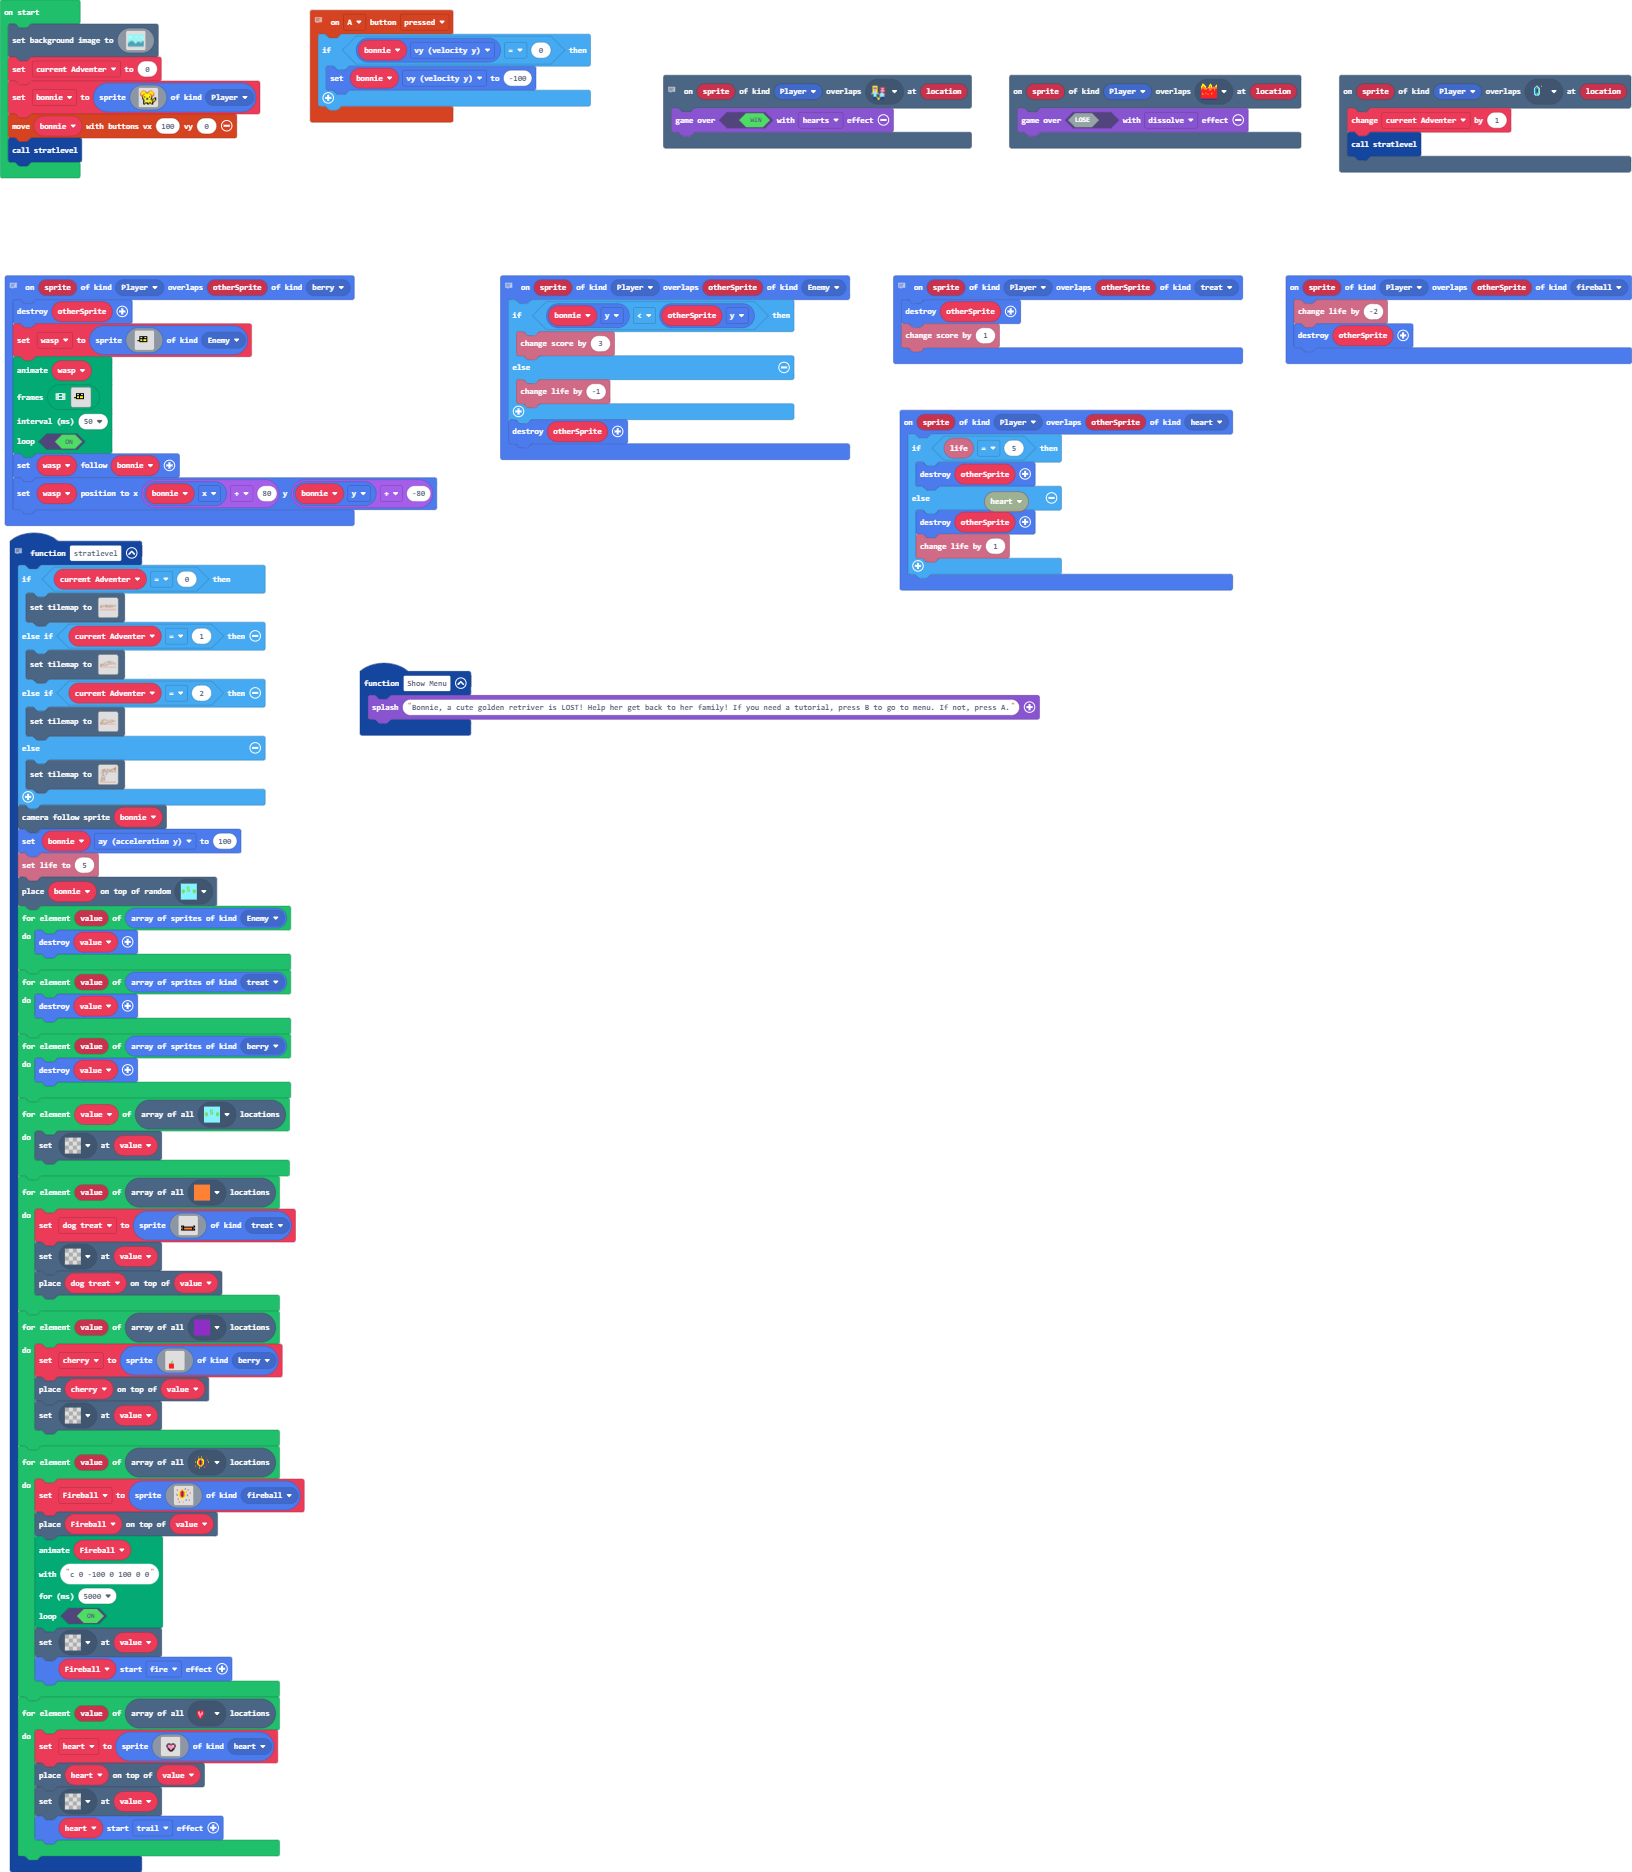 on start
set background image to
set current Adventer to 0
set bonnie to sprite of kind Player
move bonnie with buttons vx 100 vy 0
call stratlevel
on A button pressed
if bonnie vy (velocity y) = 0 then
set bonnie vy (velocity y) to -100
on sprite of kind Player overlaps at location
game over WIN with hearts effect
on sprite of kind Player overlaps at location
game over LOSE with dissolve effect
on sprite of kind Player overlaps at location
change current Adventer by 1
call stratlevel
on sprite of kind Player overlaps otherSprite of kind berry
destroy otherSprite
set wasp to sprite of kind Enemy
animate wasp
frames
interval (ms) 50
loop ON
set wasp follow bonnie
set wasp position to x bonnie x + 80 y bonnie y + -80
on sprite of kind Player overlaps otherSprite of kind Enemy
if bonnie y < otherSprite y then
change score by 3
else
change life by -1
destroy otherSprite
on sprite of kind Player overlaps otherSprite of kind treat
destroy otherSprite
change score by 1
on sprite of kind Player overlaps otherSprite of kind fireball
change life by -2
destroy otherSprite
on sprite of kind Player overlaps otherSprite of kind heart
if life = 5 then
destroy otherSprite
else
heart
destroy otherSprite
change life by 1
function stratlevel
if current Adventer = 0 then
set tilemap to
else if current Adventer = 1 then
set tilemap to
else if current Adventer = 2 then
set tilemap to
else
set tilemap to
camera follow sprite bonnie
set bonnie ay (acceleration y) to 100
set life to 5
place bonnie on top of random
for element value of array of sprites of kind Enemy
do destroy value
for element value of array of sprites of kind treat
do destroy value
for element value of array of sprites of kind berry
do destroy value
for element value of array of all locations
do set at value
for element value of array of all locations
do set dog treat to sprite of kind treat
set at value
place dog treat on top of value
for element value of array of all locations
do set cherry to sprite of kind berry
place cherry on top of value
set at value
for element value of array of all locations
do set Fireball to sprite of kind fireball
place Fireball on top of value
animate Fireball
with "c 0 -100 0 100 0 0"
for (ms) 5000
loop ON
set at value
Fireball start fire effect
for element value of array of all locations
do set heart to sprite of kind heart
place heart on top of value
set at value
heart start trail effect
function Show Menu
splash "Bonnie, a cute golden retriver is LOST! Help her get back to her family! If you need a tutorial, press B to go to menu. If not, press A."